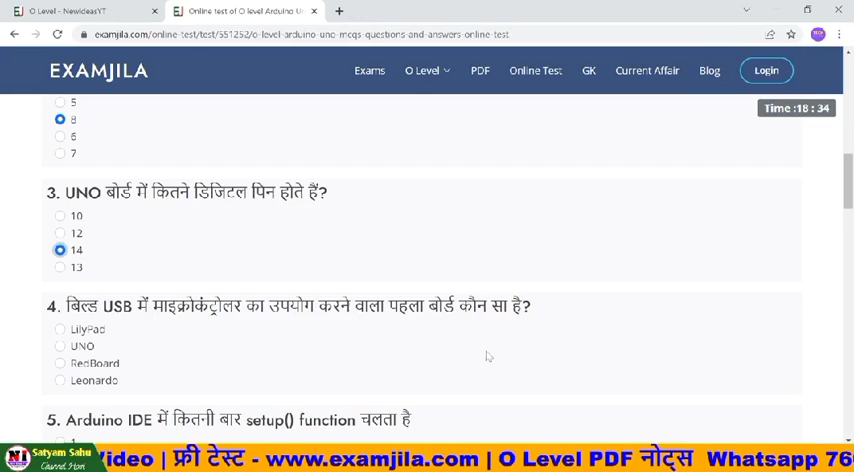 O Level - NewideasYT
Online test of O level Arduino Un
examjila.com/online-test/test/551252/o-level-arduino-uno-mcqs-questions-and-answers-online-test
EXAMJILA
Exams
O Level
PDF
Online Test
GK
Current Affair
Blog
Login
Time :18 : 34
5
8
6
7
3. UNO बोर्ड में कितने डिजिटल पिन होते हैं?
10
12
14
13
4. बिल्ड USB में माइक्रोकंट्रोलर का उपयोग करने वाला पहला बोर्ड कौन सा है?
LilyPad
UNO
RedBoard
Leonardo
5. Arduino IDE में कितनी बार setup() function चलता है
Satyam Sahu
Video | फ्री टेस्ट - www.examjila.com | O Level PDF नोट्स Whatsapp 76